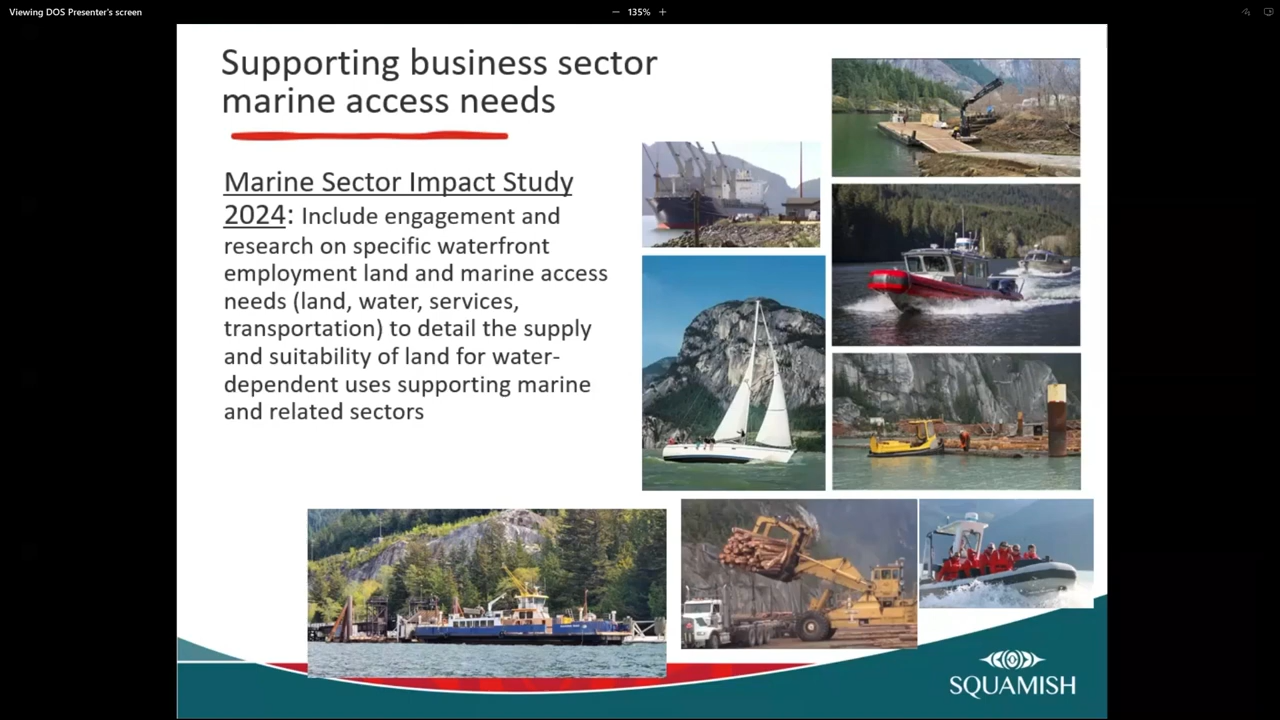 Viewing DOS Presenter's screen
− 135% +
Supporting business sector
marine access needs
Marine Sector Impact Study
2024: Include engagement and
research on specific waterfront
employment land and marine access
needs (land, water, services,
transportation) to detail the supply
and suitability of land for water-
dependent uses supporting marine
and related sectors
SQUAMISH